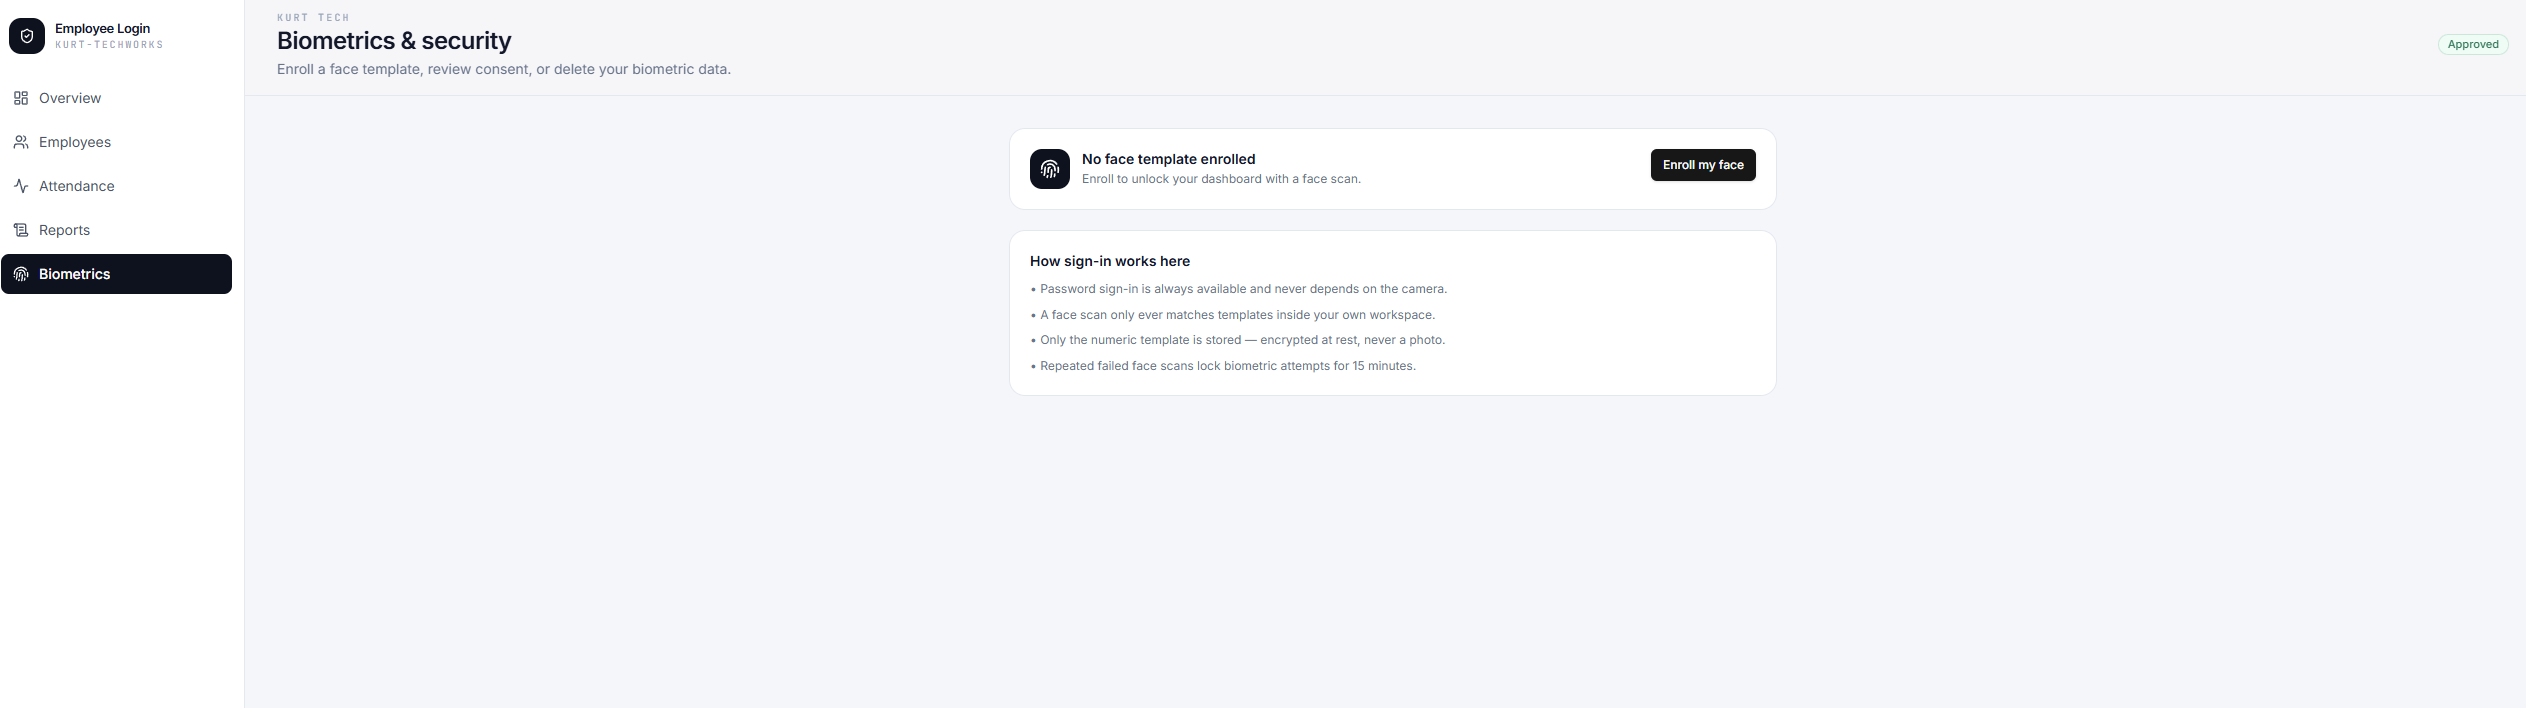 Employee Login
KURT-TECHWORKS
Overview
Employees
Attendance
Reports
Biometrics
KURT TECH
Biometrics & security
Enroll a face template, review consent, or delete your biometric data.
Approved
No face template enrolled
Enroll to unlock your dashboard with a face scan.
Enroll my face
How sign-in works here
• Password sign-in is always available and never depends on the camera.
• A face scan only ever matches templates inside your own workspace.
• Only the numeric template is stored — encrypted at rest, never a photo.
• Repeated failed face scans lock biometric attempts for 15 minutes.